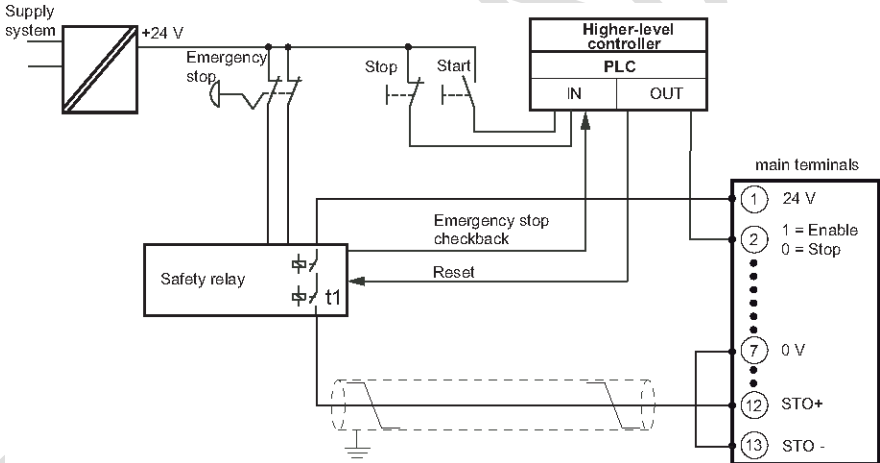 Supply
system
+24 V
Emergency
stop
Stop
Start
Higher-level
controller
PLC
IN
OUT
main terminals
1
24 V
2
1 = Enable
0 = Stop
Emergency stop
checkback
Reset
Safety relay
t1
7
0 V
12
STO+
13
STO -